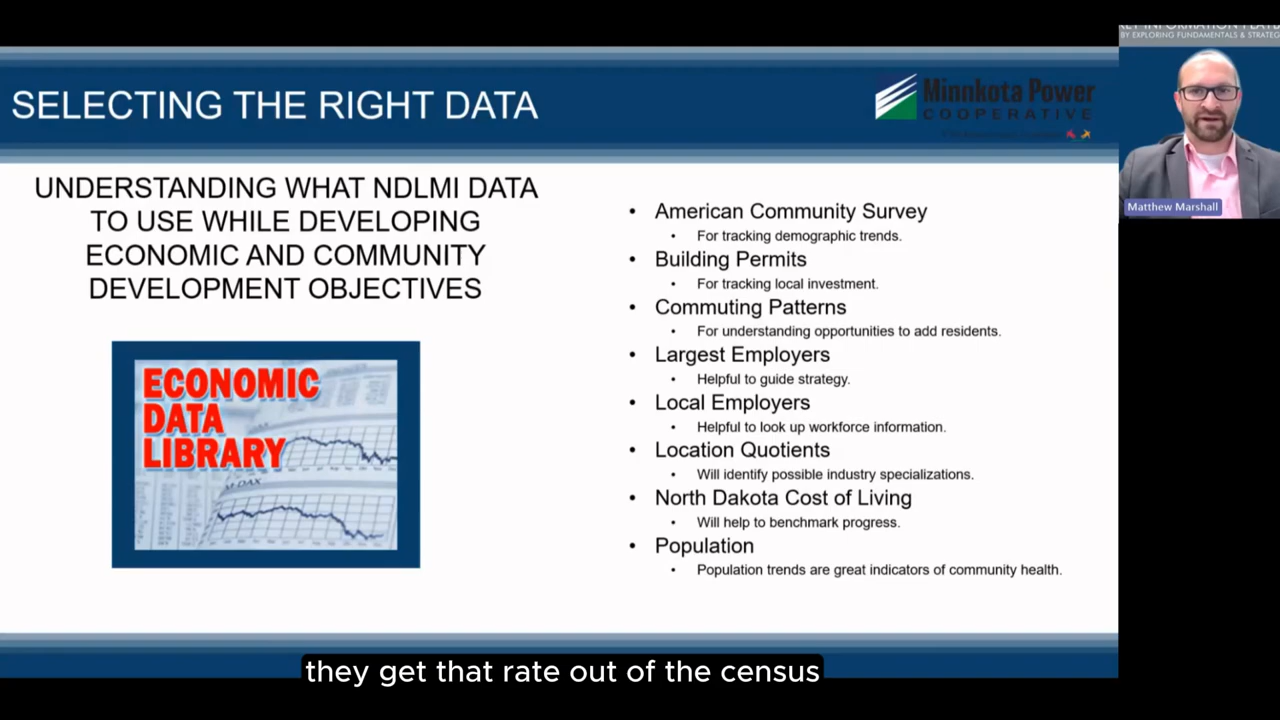 KEY INFORMATION PLAYB
BY EXPLORING FUNDAMENTALS & STRATEG
SELECTING THE RIGHT DATA
Minnkota Power
COOPERATIVE
Matthew Marshall
UNDERSTANDING WHAT NDLMI DATA
TO USE WHILE DEVELOPING
ECONOMIC AND COMMUNITY
DEVELOPMENT OBJECTIVES
ECONOMIC
DATA
LIBRARY
M-DAX
• American Community Survey
• For tracking demographic trends.
• Building Permits
• For tracking local investment.
• Commuting Patterns
• For understanding opportunities to add residents.
• Largest Employers
• Helpful to guide strategy.
• Local Employers
• Helpful to look up workforce information.
• Location Quotients
• Will identify possible industry specializations.
• North Dakota Cost of Living
• Will help to benchmark progress.
• Population
• Population trends are great indicators of community health.
they get that rate out of the census